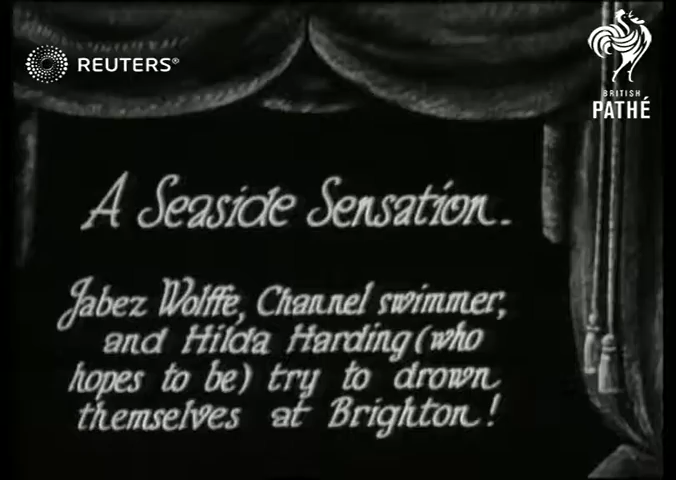 REUTERS®
BRITISH
PATHÉ
A Seaside Sensation.
Jabez Wolffe, Channel swimmer,
and Hilda Harding (who
hopes to be) try to drown
themselves at Brighton!